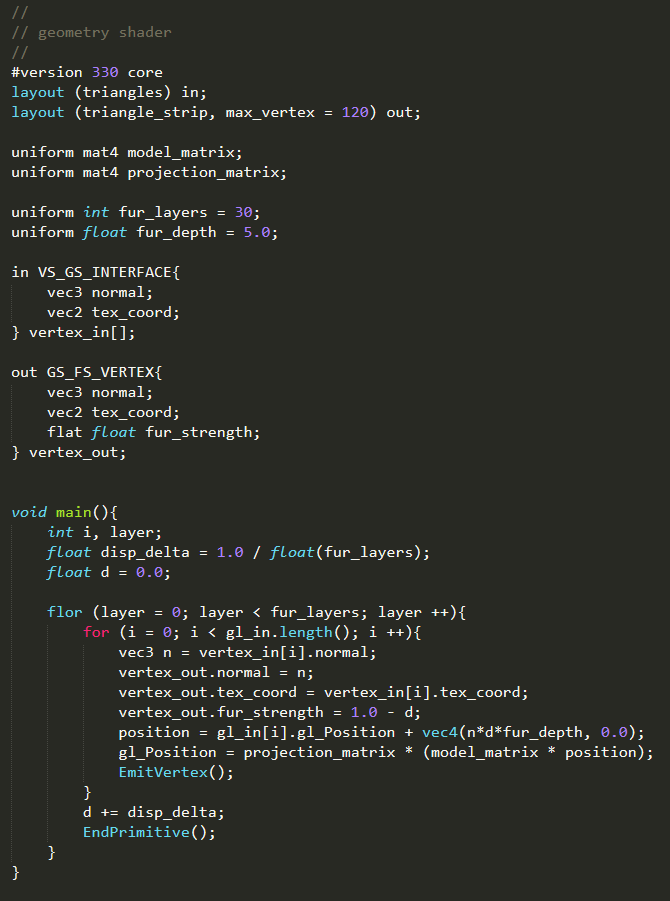 //
// geometry shader
//
#version 330 core
layout (triangles) in;
layout (triangle_strip, max_vertex = 120) out;

uniform mat4 model_matrix;
uniform mat4 projection_matrix;

uniform int fur_layers = 30;
uniform float fur_depth = 5.0;

in VS_GS_INTERFACE{
    vec3 normal;
    vec2 tex_coord;
} vertex_in[];

out GS_FS_VERTEX{
    vec3 normal;
    vec2 tex_coord;
    flat float fur_strength;
} vertex_out;


void main(){
    int i, layer;
    float disp_delta = 1.0 / float(fur_layers);
    float d = 0.0;

    flor (layer = 0; layer < fur_layers; layer ++){
        for (i = 0; i < gl_in.length(); i ++){
            vec3 n = vertex_in[i].normal;
            vertex_out.normal = n;
            vertex_out.tex_coord = vertex_in[i].tex_coord;
            vertex_out.fur_strength = 1.0 - d;
            position = gl_in[i].gl_Position + vec4(n*d*fur_depth, 0.0);
            gl_Position = projection_matrix * (model_matrix * position);
            EmitVertex();
        }
        d += disp_delta;
        EndPrimitive();
    }
}